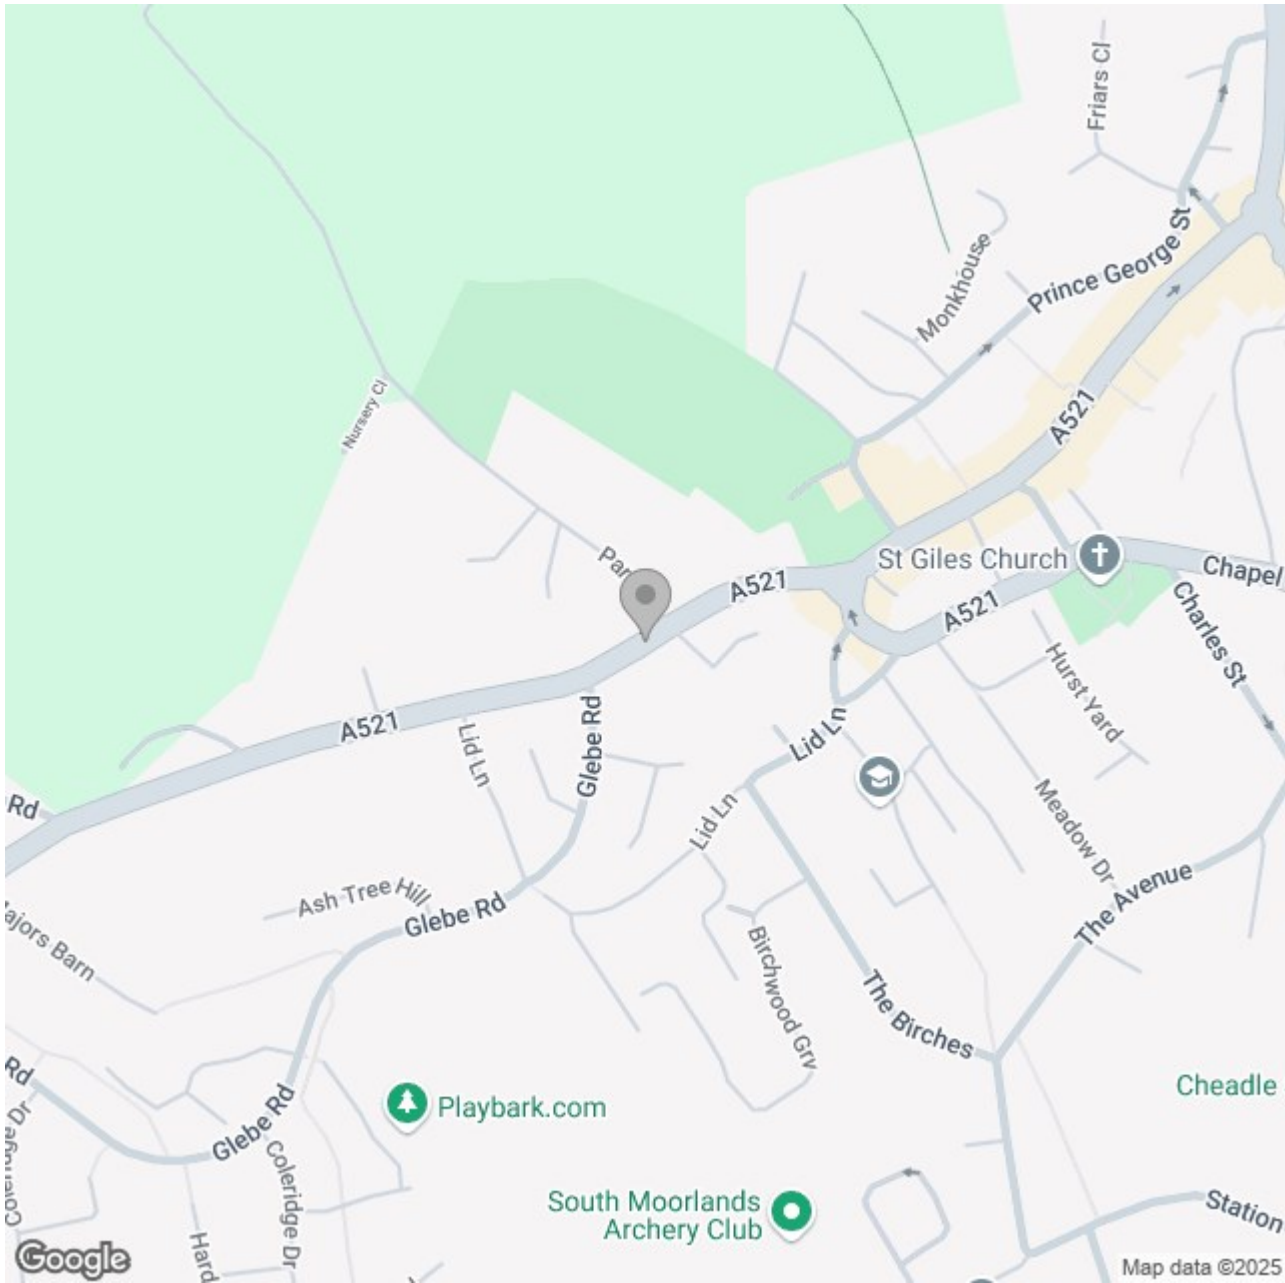 Friars Cl
Prince George St
Monkhouse
Nursery Cl
A521
Par
A521
St Giles Church
Chapel
A521
Charles St
Hurst Yard
A521
Glebe Rd
Lid Ln
Lid Ln
Rd
Lid Ln
Meadow Dr
The Avenue
Ash Tree Hill
Glebe Rd
ajors Barn
Birchwood Grv
The Birches
Rd
Cheadle
Playbark.com
Glebe Rd
Coleridge Dr
Coleridge Dr
South Moorlands
Archery Club
Station
Hard
Google
Map data ©2025